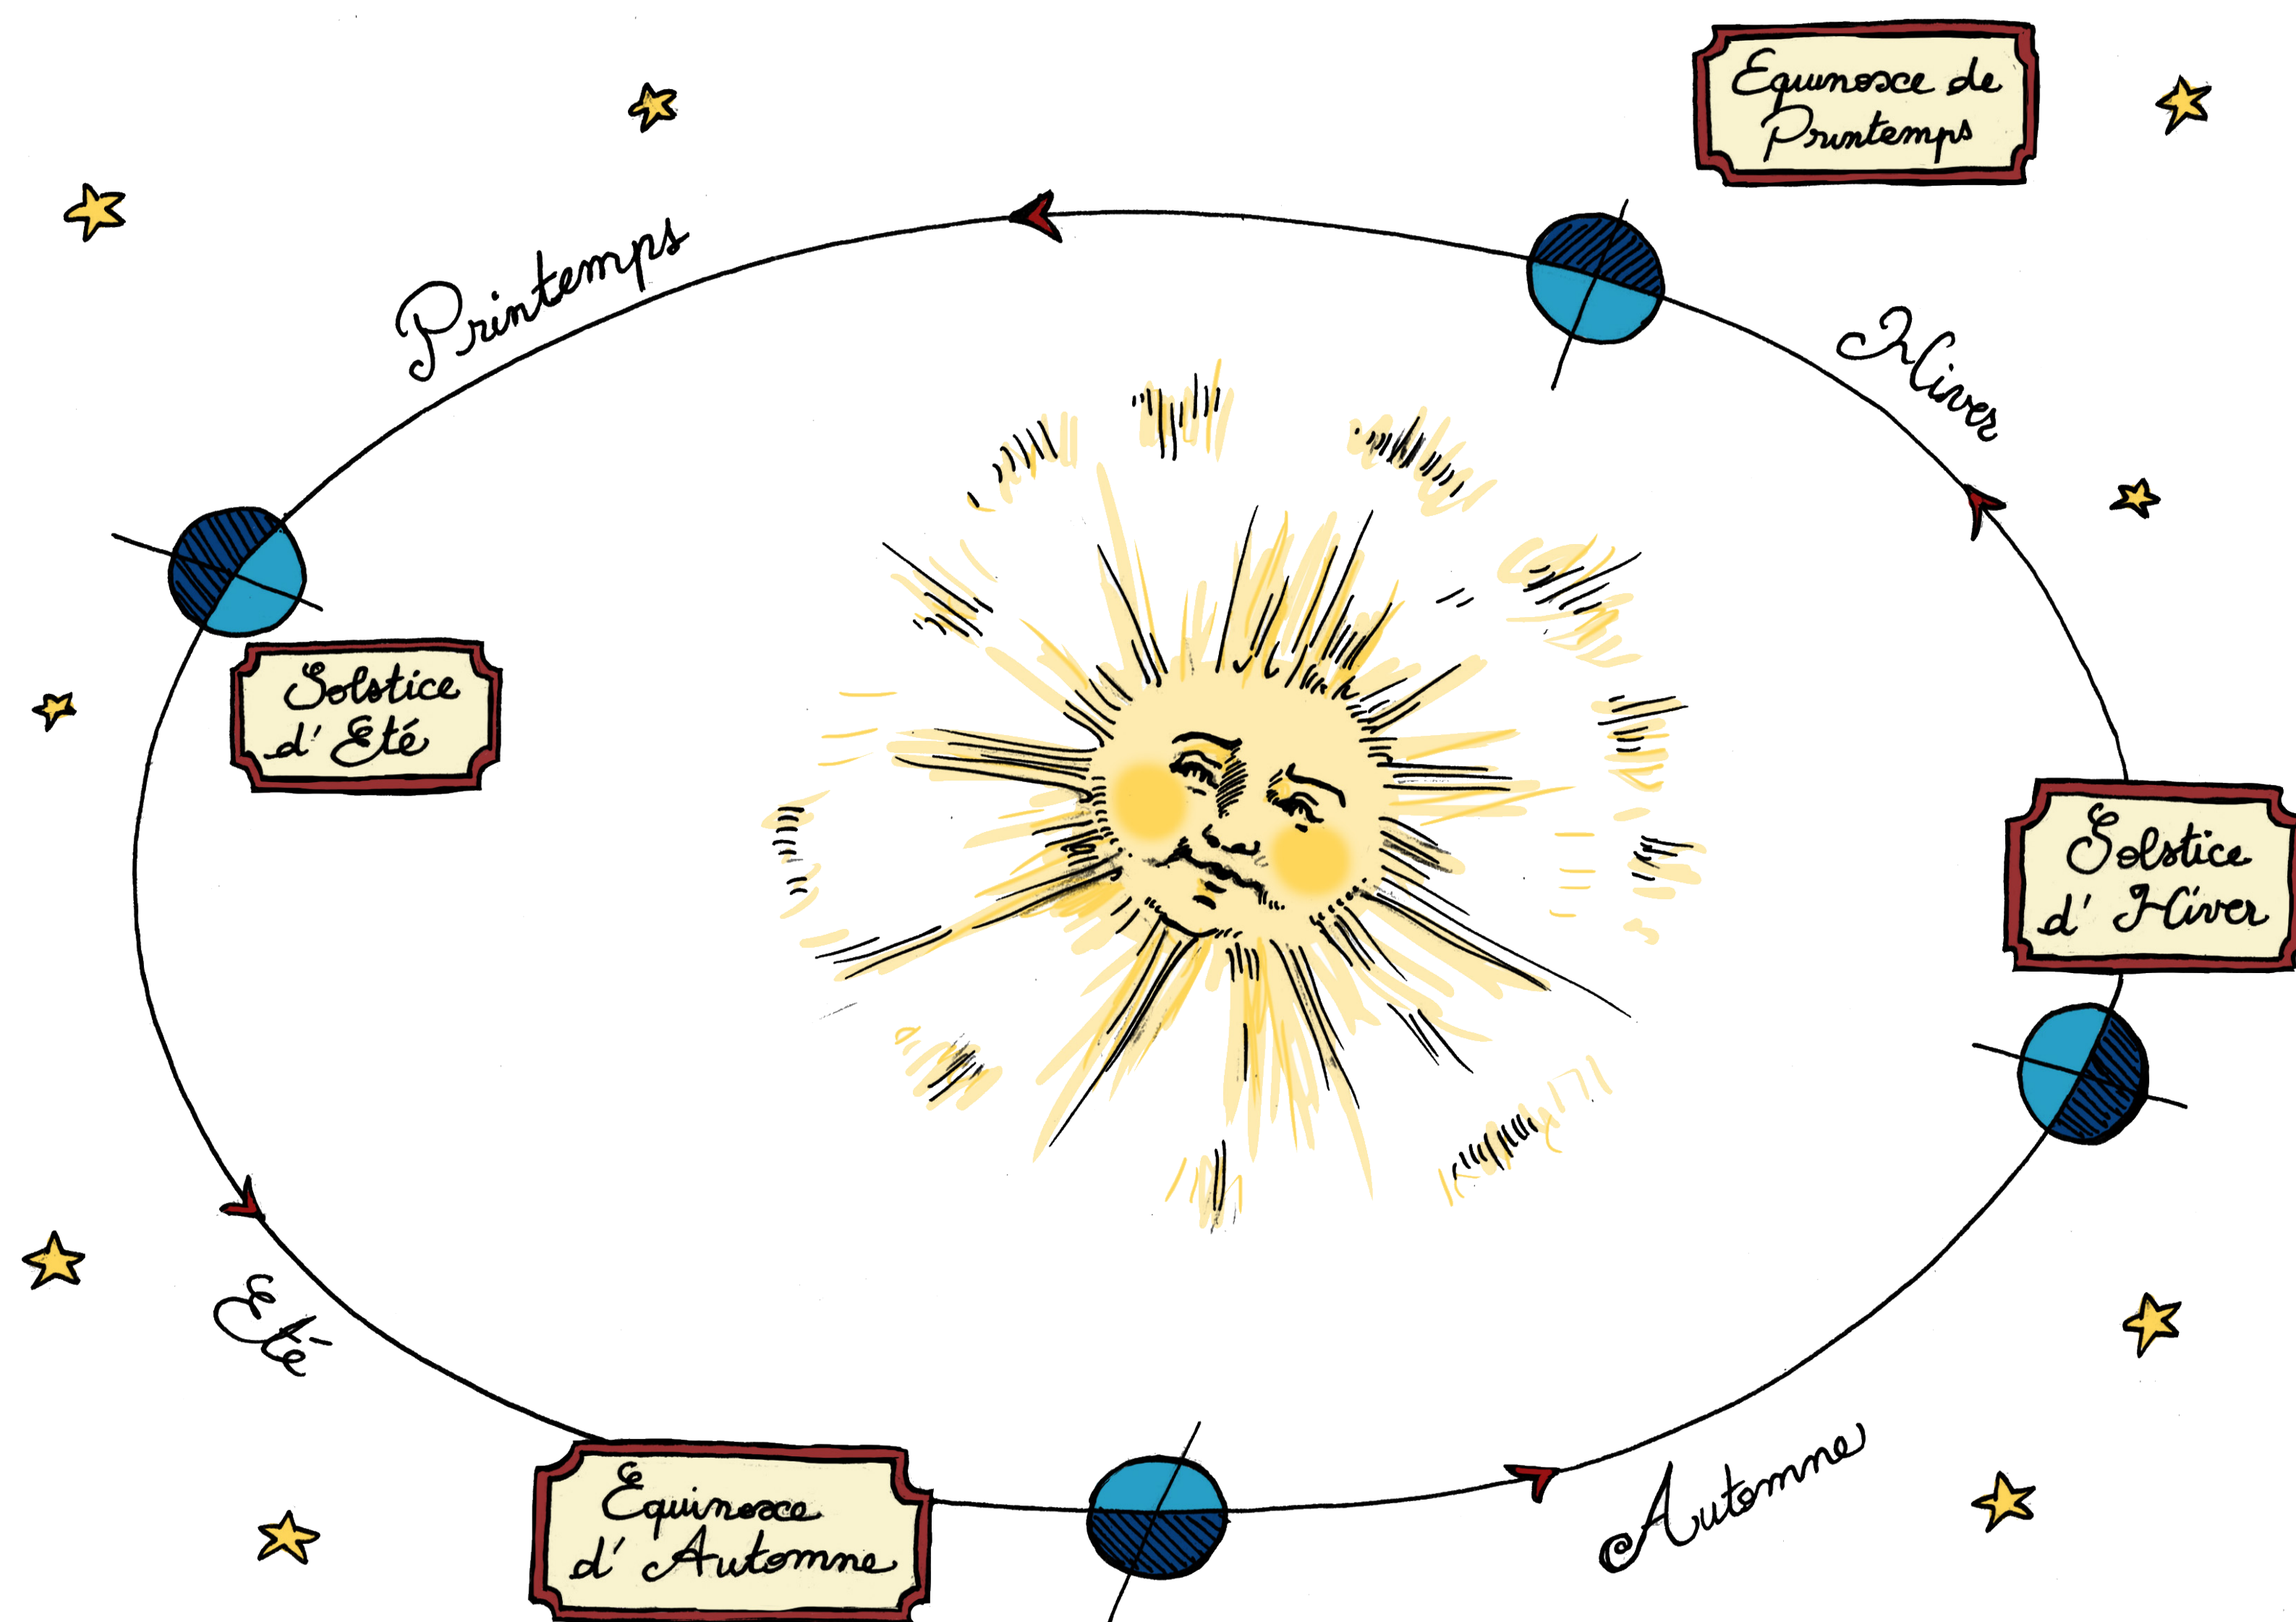 Equinoxe de
Printemps
Printemps
Hiver
Solstice
d'Eté
Solstice
d'Hiver
Eté
Equinoxe
d'Automne
Automne